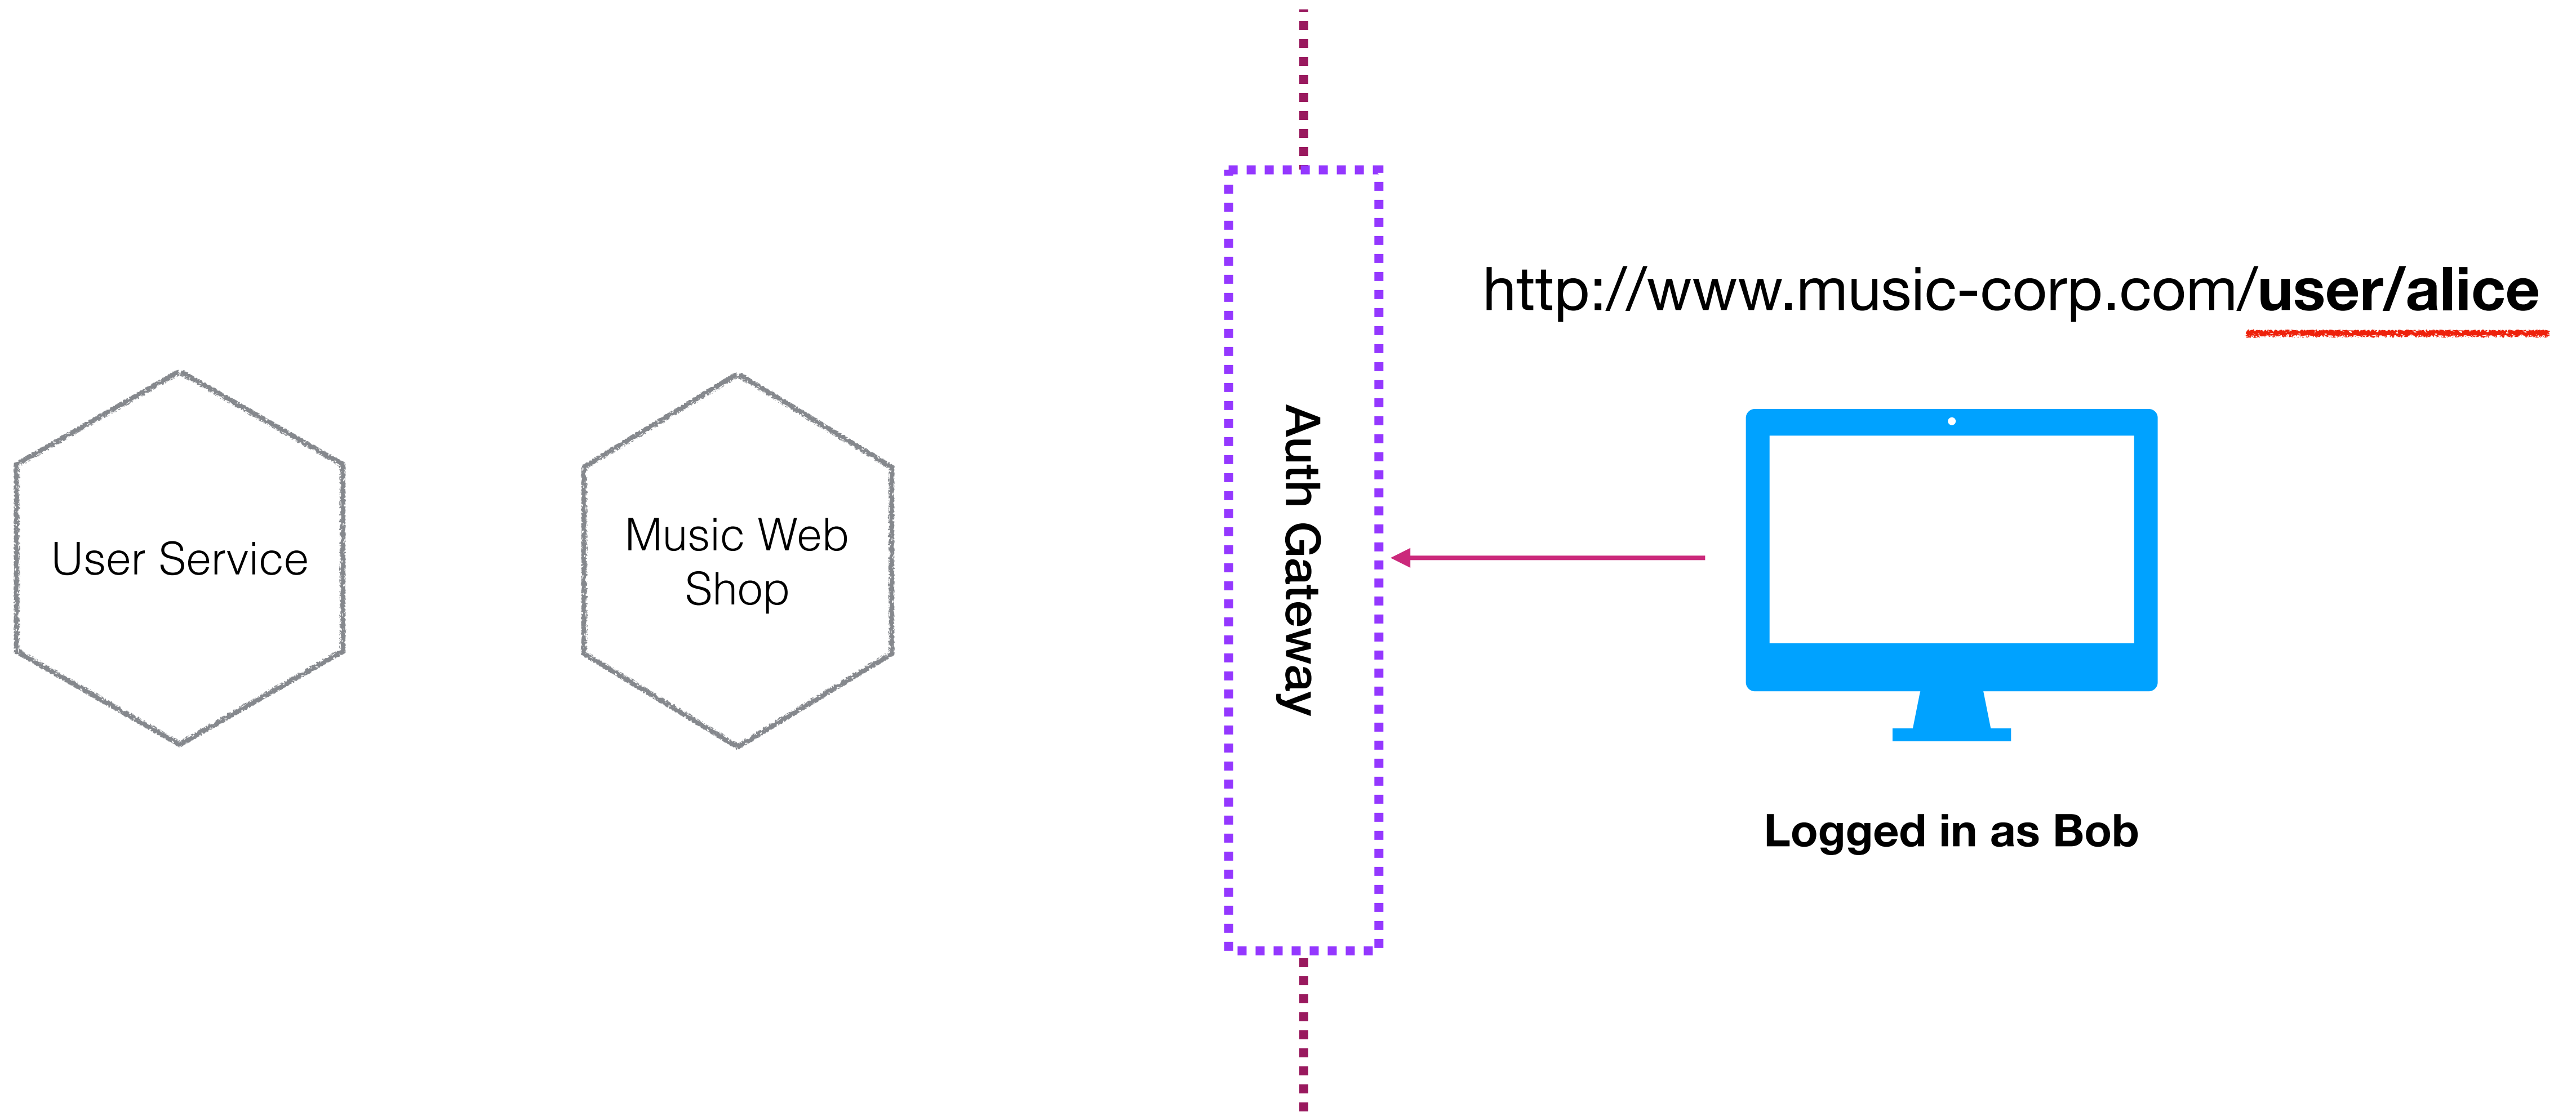 http://www.music-corp.com/user/alice
User Service
Music Web
Shop
Auth Gateway
Logged in as Bob